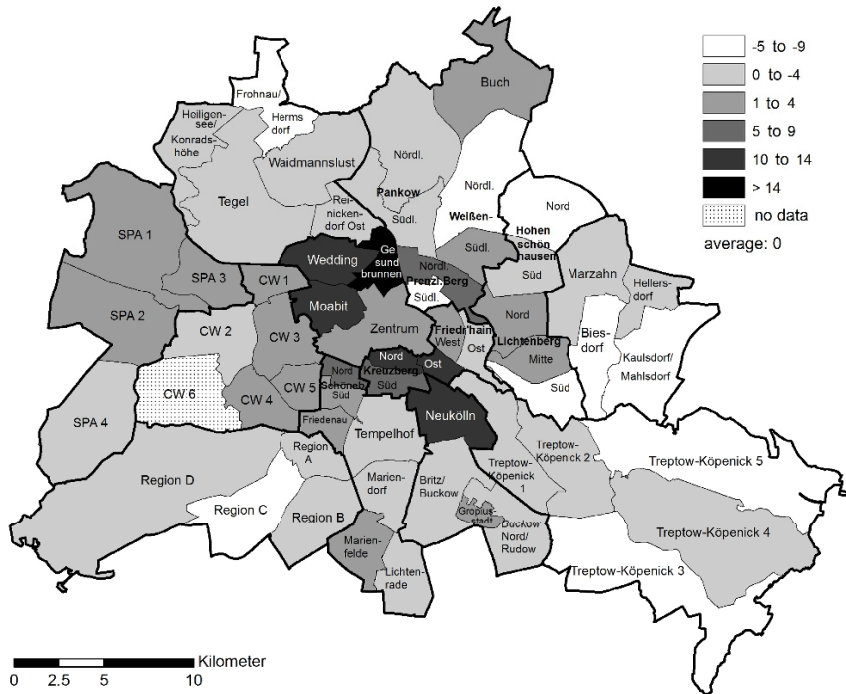 -5 to -9
0 to -4
1 to 4
5 to 9
10 to 14
> 14
no data
average: 0
Buch
Frohnau/
Herms
dorf
Heiligen-
see/
Konrads-
höhe
Waidmannslust
Tegel
Rei-
nicken-
dorf Ost
Nördl.
Pankow
Südl.
Nördl.
Weißen-
Südl.
Nord
Hohen
schön
hausen
Süd
Marzahn
Hellers-
dorf
SPA 1
SPA 3
SPA 2
SPA 4
Wedding
Ge
sund
brunnen
Moabit
Zentrum
Nördl.
Prenzl.Berg
Südl.
Friedr'hain
West
Ost
Nord
Lichtenberg
Mitte
Süd
Bies-
dorf
Kaulsdorf/
Mahlsdorf
CW 1
CW 2
CW 3
CW 6
CW 4
CW 5
Nord
Schöneb.
Süd
Friedenau
Nord
Kreuzberg
Süd
Ost
Neukölln
Tempelhof
Region
A
Region D
Region C
Region B
Marien-
dorf
Marien-
felde
Lichten-
rade
Britz/
Buckow
Gropius-
stadt
Buckow
Nord/
Rudow
Treptow-
Köpenick
1
Treptow-
Köpenick 2
Treptow-Köpenick 5
Treptow-Köpenick 4
Treptow-Köpenick 3
Kilometer
0 2.5 5 10